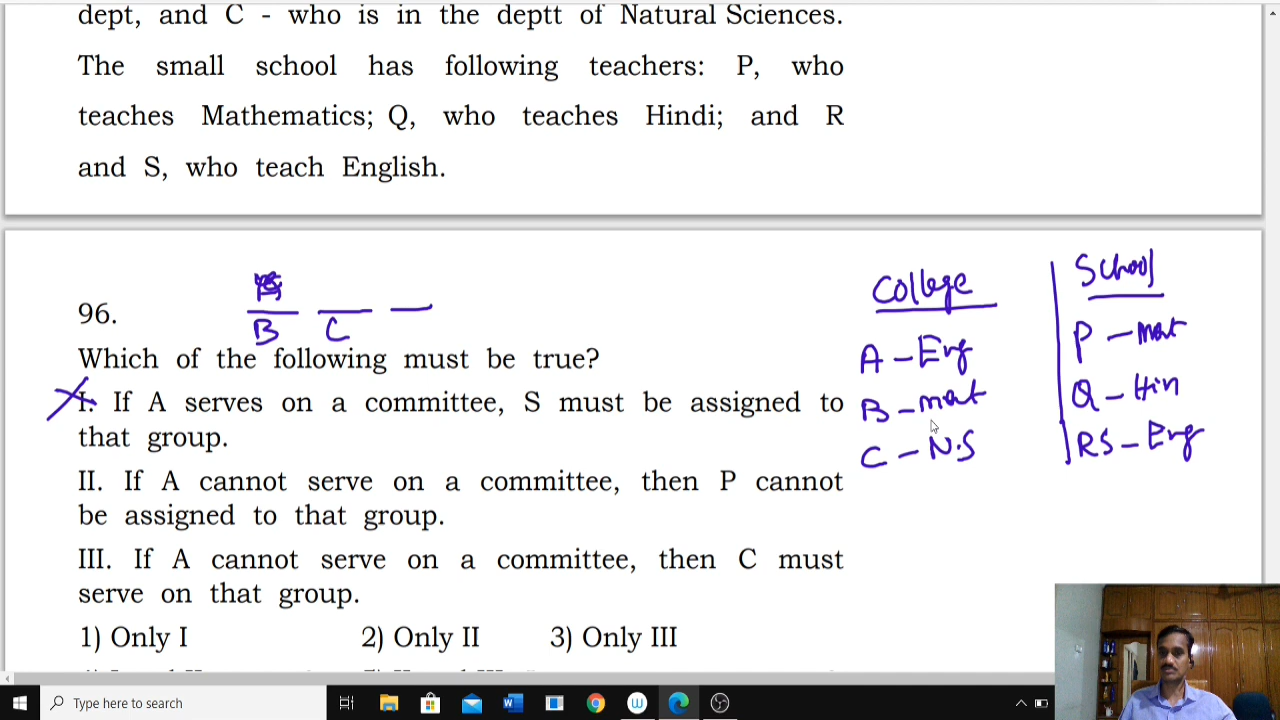 dept, and C - who is in the deptt of Natural Sciences.
The small school has following teachers: P, who
teaches Mathematics; Q, who teaches Hindi; and R
and S, who teach English.
96.
B C
Which of the following must be true?
I. If A serves on a committee, S must be assigned to
that group.
II. If A cannot serve on a committee, then P cannot
be assigned to that group.
III. If A cannot serve on a committee, then C must
serve on that group.
1) Only I 2) Only II 3) Only III
College
A - Eng
B - mat
C - N.S
School
P - mat
Q - Hin
RS - Eng
Type here to search